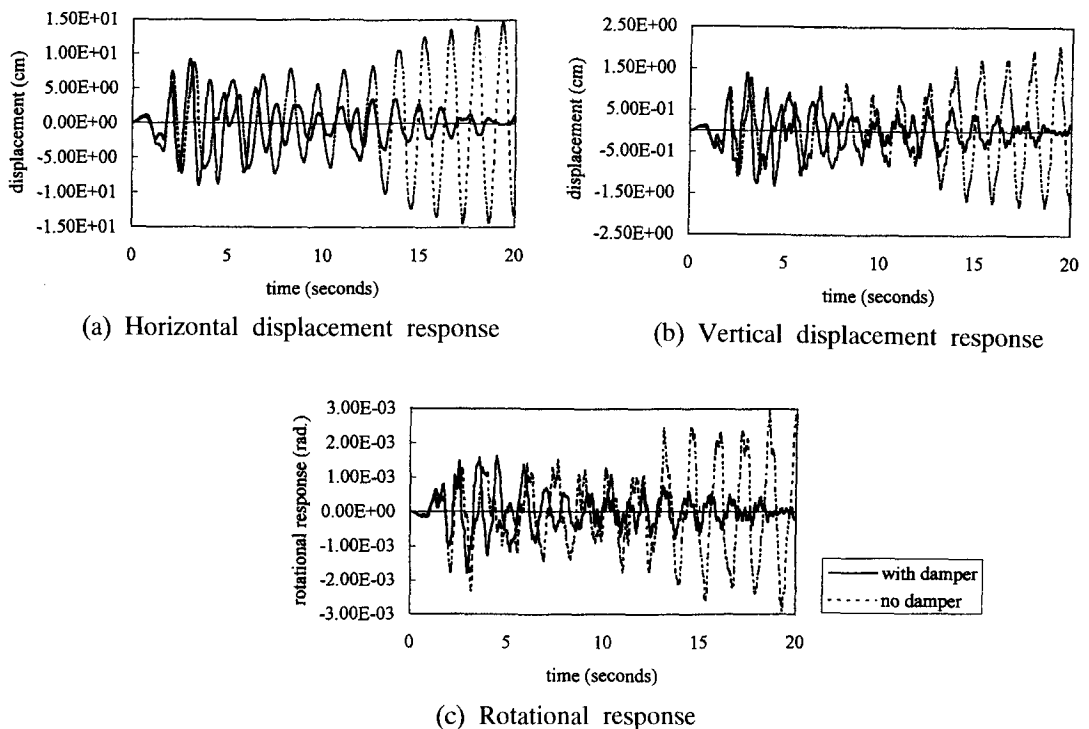 1.50E+01
1.00E+01
5.00E+00
0.00E+00
-5.00E+00
-1.00E+01
-1.50E+01
displacement (cm)
0 5 10 15 20
time (seconds)
(a) Horizontal displacement response
2.50E+00
1.50E+00
5.00E-01
-5.00E-01
-1.50E+00
-2.50E+00
displacement (cm)
0 5 10 15 20
time (seconds)
(b) Vertical displacement response
3.00E-03
2.00E-03
1.00E-03
0.00E+00
-1.00E-03
-2.00E-03
-3.00E-03
rotational response (rad.)
0 5 10 15 20
time (seconds)
with damper
no damper
(c) Rotational response